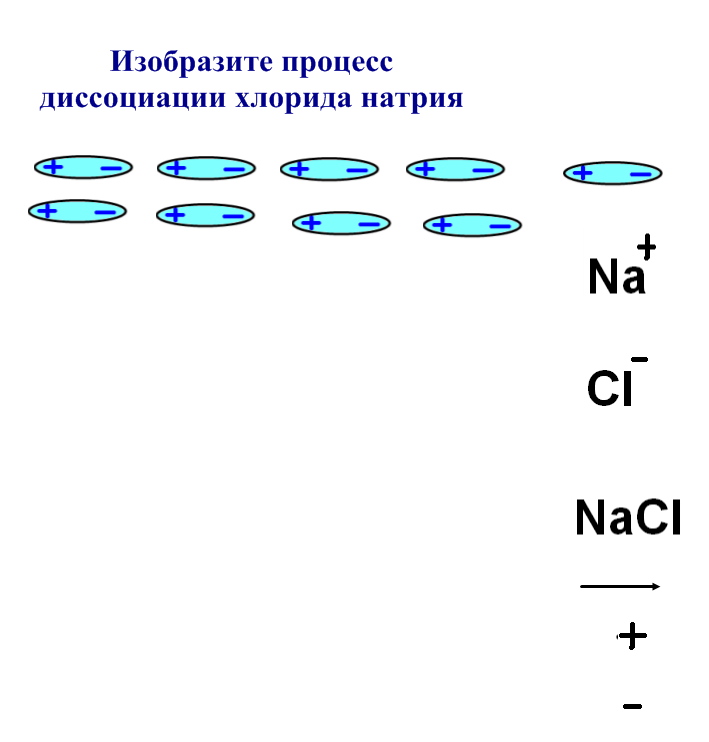 Изобразите процесс
диссоциации хлорида натрия
+ − + − + − + − + −
+ − + − + − + −
Na⁺
Cl⁻
NaCl
→
+
−